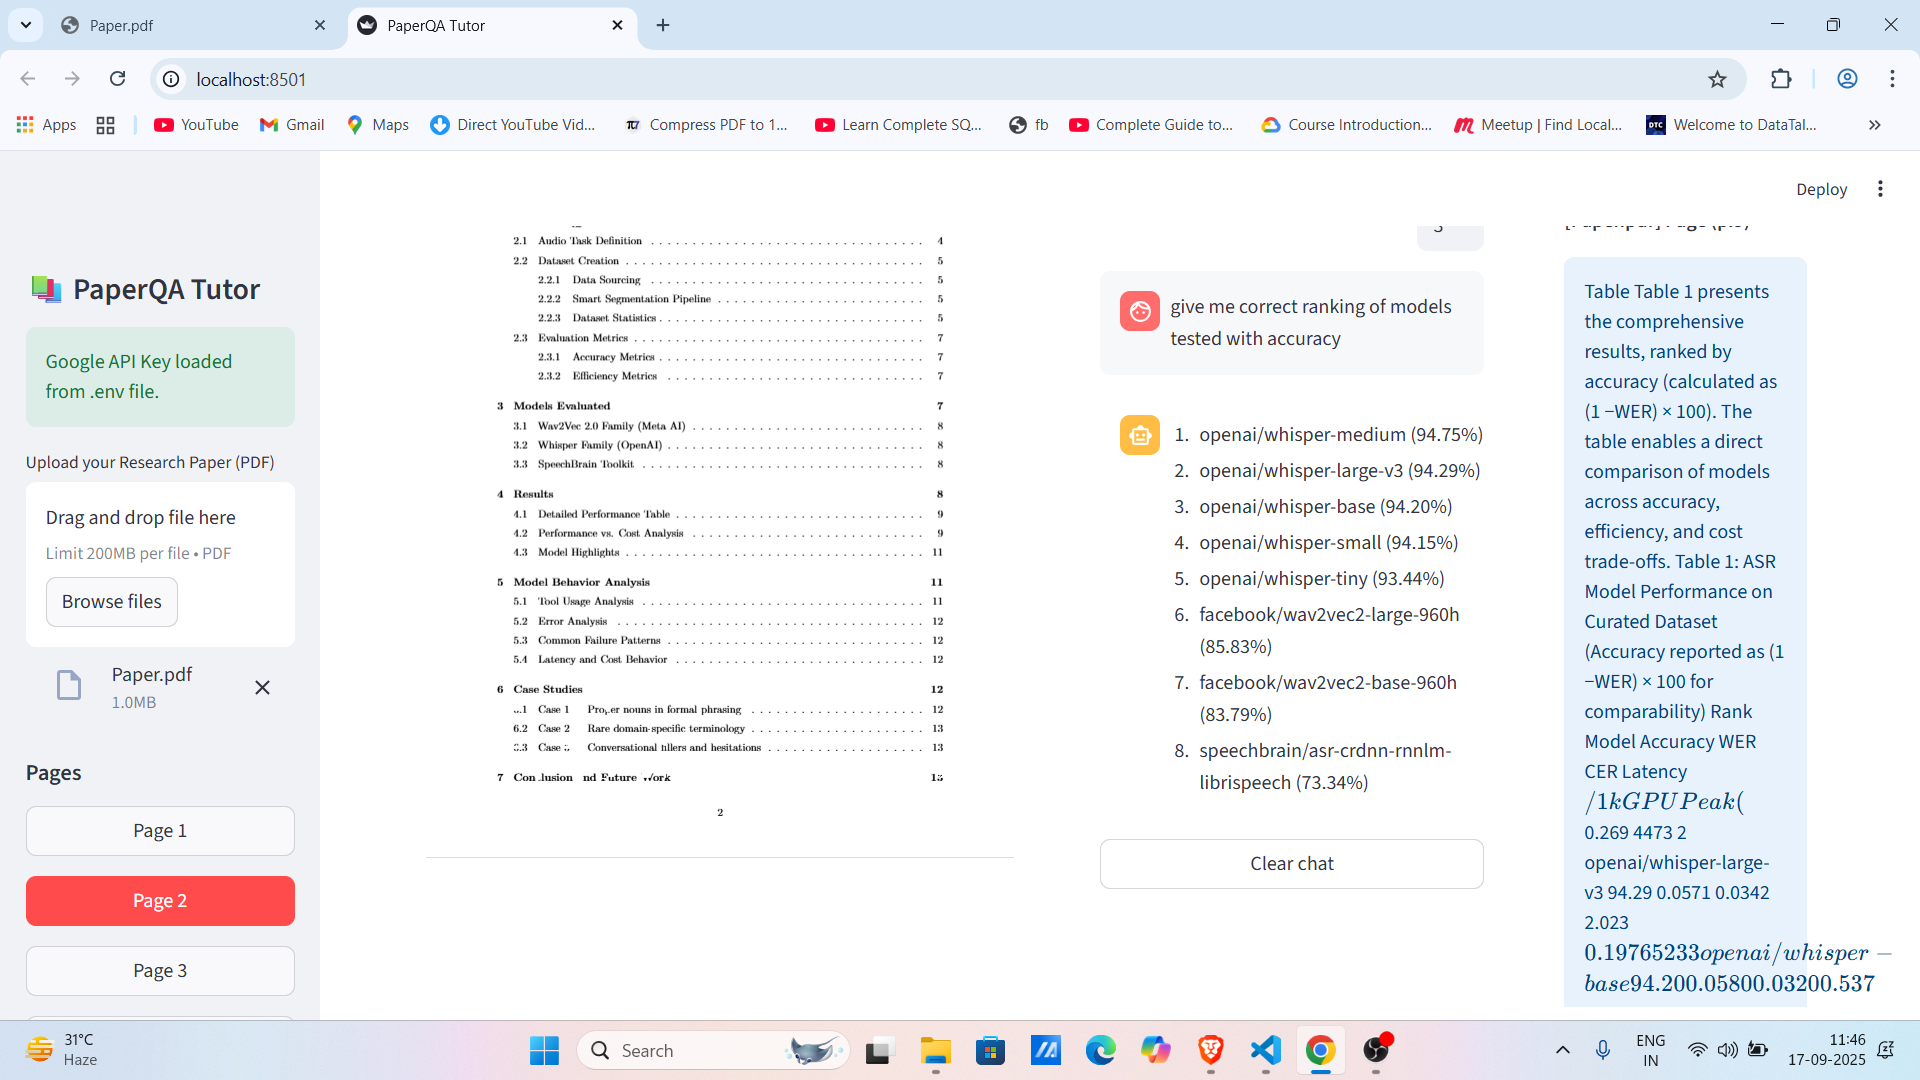 Paper.pdf
PaperQA Tutor
localhost:8501
Apps
YouTube
Gmail
Maps
Direct YouTube Vid...
Compress PDF to 1...
Learn Complete SQ...
fb
Complete Guide to...
Course Introduction...
Meetup | Find Local...
DTC
Welcome to DataTal...
Deploy
PaperQA Tutor
Google API Key loaded
from .env file.
Upload your Research Paper (PDF)
Drag and drop file here
Limit 200MB per file • PDF
Browse files
Paper.pdf
1.0MB
Pages
Page 1
Page 2
Page 3
2.1 Audio Task Definition 4
2.2 Dataset Creation 5
2.2.1 Data Sourcing 5
2.2.2 Smart Segmentation Pipeline 5
2.2.3 Dataset Statistics 5
2.3 Evaluation Metrics 7
2.3.1 Accuracy Metrics 7
2.3.2 Efficiency Metrics 7
3 Models Evaluated 7
3.1 Wav2Vec 2.0 Family (Meta AI) 8
3.2 Whisper Family (OpenAI) 8
3.3 SpeechBrain Toolkit 8
4 Results 8
4.1 Detailed Performance Table 9
4.2 Performance vs. Cost Analysis 9
4.3 Model Highlights 11
5 Model Behavior Analysis 11
5.1 Tool Usage Analysis 11
5.2 Error Analysis 12
5.3 Common Failure Patterns 12
5.4 Latency and Cost Behavior 12
6 Case Studies 12
Case 1 nouns in formal phrasing 12
6.2 Case 2 Rare domain-specific terminology 13
Case Conversational fillers and hesitations 13
7 Future Work
2
give me correct ranking of models
tested with accuracy
1. openai/whisper-medium (94.75%)
2. openai/whisper-large-v3 (94.29%)
3. openai/whisper-base (94.20%)
4. openai/whisper-small (94.15%)
5. openai/whisper-tiny (93.44%)
6. facebook/wav2vec2-large-960h
(85.83%)
7. facebook/wav2vec2-base-960h
(83.79%)
8. speechbrain/asr-crdnn-rnnlm-
librispeech (73.34%)
Clear chat
Table Table 1 presents
the comprehensive
results, ranked by
accuracy (calculated as
(1 −WER) × 100). The
table enables a direct
comparison of models
across accuracy,
efficiency, and cost
trade-offs. Table 1: ASR
Model Performance on
Curated Dataset
(Accuracy reported as (1
−WER) × 100 for
comparability) Rank
Model Accuracy WER
CER Latency
/1kGPUPeak(
0.269 4473 2
openai/whisper-large-
v3 94.29 0.0571 0.0342
2.023
0.19765233openai/whisper −
base94.200.05800.03200.537
31°C
Haze
Search
ENG
IN
11:46
17-09-2025